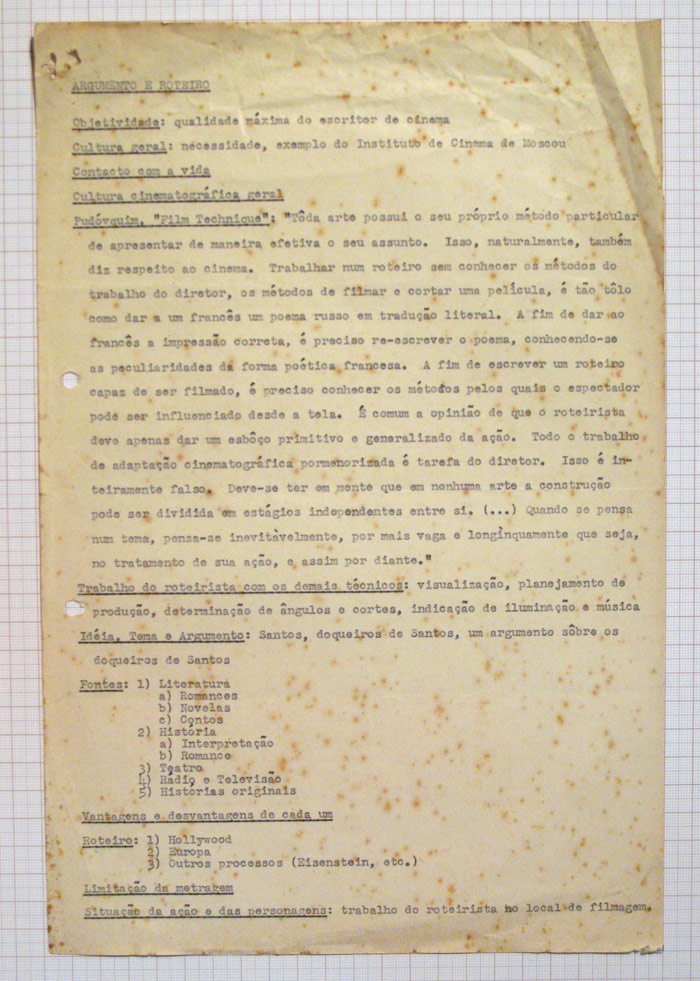 ARGUMENTO E ROTEIRO
Objetividade: qualidade máxima do escritor de cinema
Cultura geral: necessidade, exemplo do Instituto de Cinema de Moscou
Contacto com a vida
Cultura cinematográfica geral
Pudóvquim, "Film Technique": "Tôda arte possui o seu próprio método particular
de apresentar de maneira efetiva o seu assunto. Isso, naturalmente, também
diz respeito ao cinema. Trabalhar num roteiro sem conhecer os métodos do
trabalho do diretor, os métodos de filmar e cortar uma película, é tão tôlo
como dar a um francês um poema russo em tradução literal. A fim de dar ao
francês a impressão correta, é preciso re-escrever o poema, conhecendo-se
as peculiaridades da forma poética francesa. A fim de escrever um roteiro
capaz de ser filmado, é preciso conhecer os métodos pelos quais o espectador
pode ser influenciado desde a tela. É comum a opinião de que o roteirista
deve apenas dar um esbôço primitivo e generalizado da ação. Todo o trabalho
de adaptação cinematográfica pormenorizada é tarefa do diretor. Isso é in-
teiramente falso. Deve-se ter em mente que em nenhuma arte a construção
pode ser dividida em estágios independentes entre si. (...) Quando se pensa
num tema, pensa-se inevitàvelmente, por mais vaga e longìnquamente que seja,
no tratamento de sua ação, e assim por diante."
Trabalho do roteirista com os demais técnicos: visualização, planejamento de
produção, determinação de ângulos e cortes, indicação de iluminação e música
Idéia, Tema e Argumento: Santos, doqueiros de Santos, um argumento sôbre os
doqueiros de Santos
Fontes: 1) Literatura
a) Romances
b) Novelas
c) Contos
2) História
a) Interpretação
b) Romance
3) Teatro
4) Rádio e Televisão
5) Historias originais
Vantagens e desvantagens de cada um
Roteiro: 1) Hollywood
2) Europa
3) Outros processos (Eisenstein, etc.)
Limitação da metragem
Situação da ação e das personagens: trabalho do roteirista no local de filmagem.